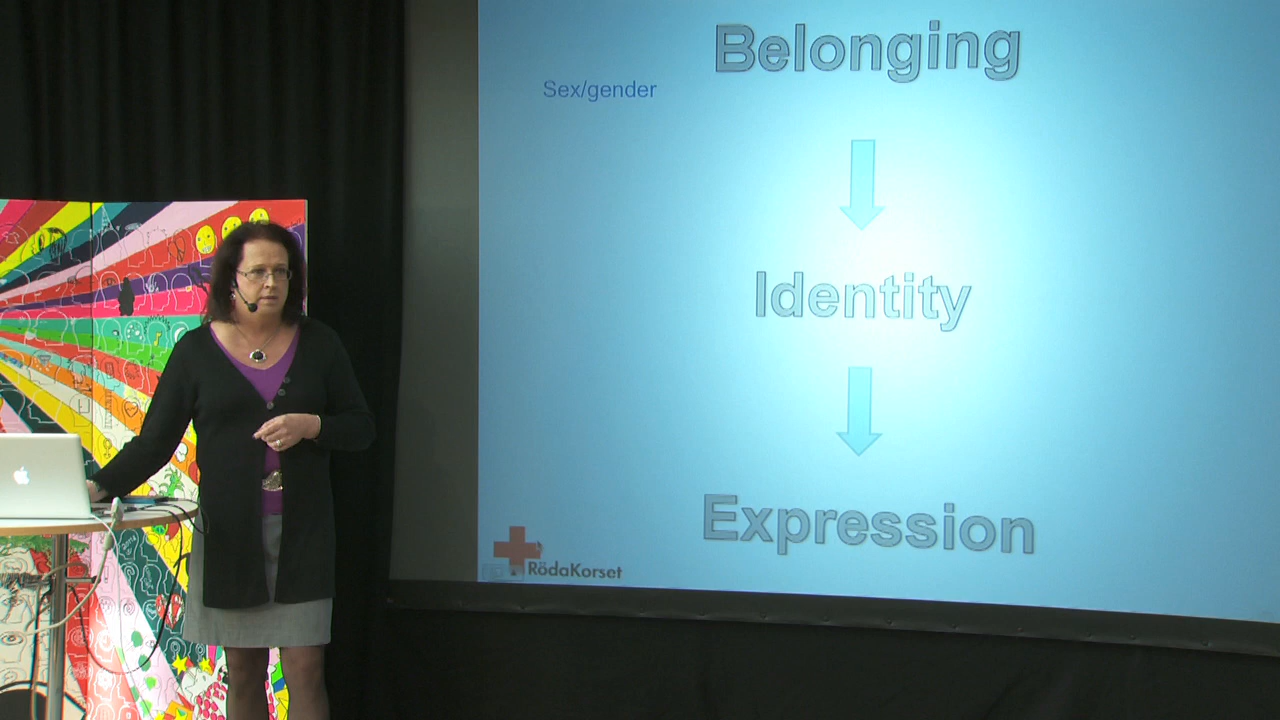 Belonging
Sex/gender
Identity
Expression
RödaKorset